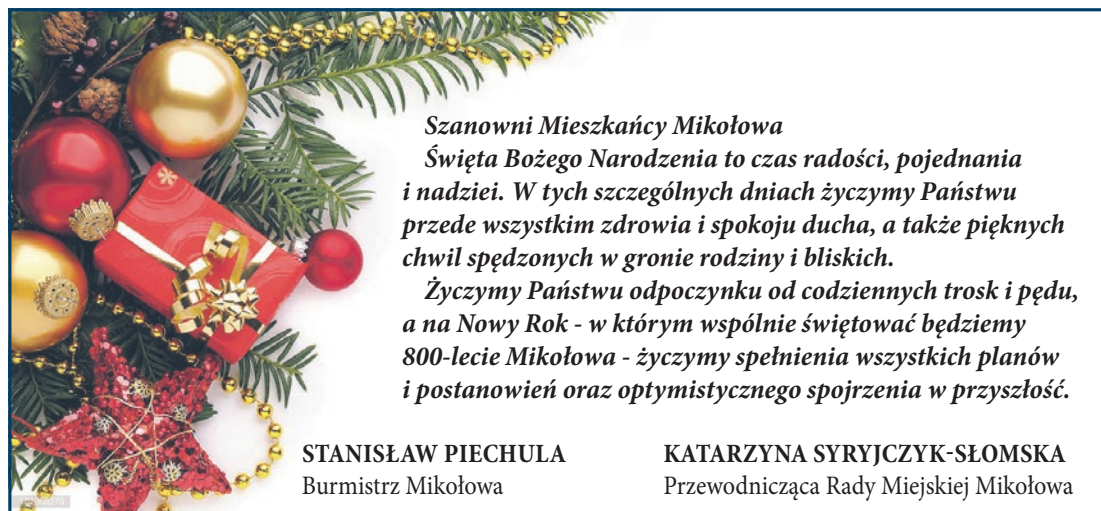 Szanowni Mieszkańcy Mikołowa
Święta Bożego Narodzenia to czas radości, pojednania
i nadziei. W tych szczególnych dniach życzymy Państwu
przede wszystkim zdrowia i spokoju ducha, a także pięknych
chwil spędzonych w gronie rodziny i bliskich.
Życzymy Państwu odpoczynku od codziennych trosk i pędu,
a na Nowy Rok - w którym wspólnie świętować będziemy
800-lecie Mikołowa - życzymy spełnienia wszystkich planów
i postanowień oraz optymistycznego spojrzenia w przyszłość.
STANISŁAW PIECHULA
Burmistrz Mikołowa
KATARZYNA SYRYJCZYK-SŁOMSKA
Przewodnicząca Rady Miejskiej Mikołowa